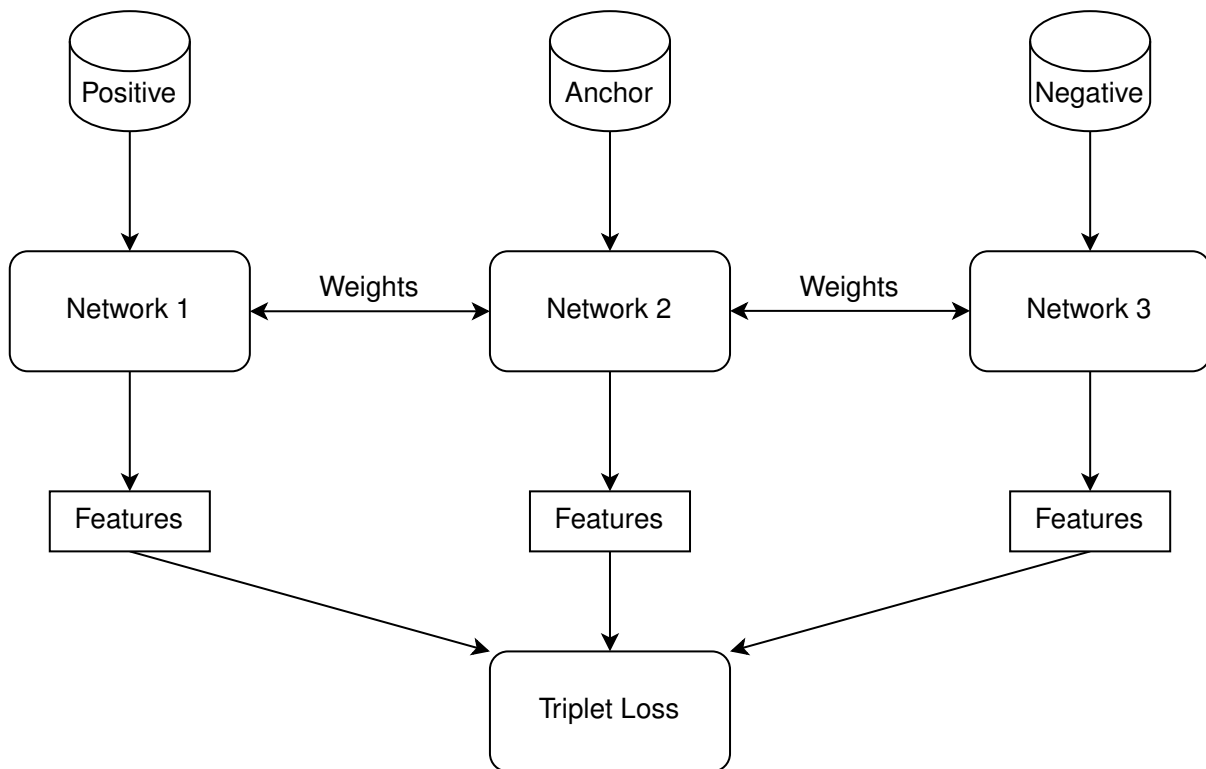 Positive
Anchor
Negative
Network 1
Weights
Network 2
Weights
Network 3
Features
Features
Features
Triplet Loss